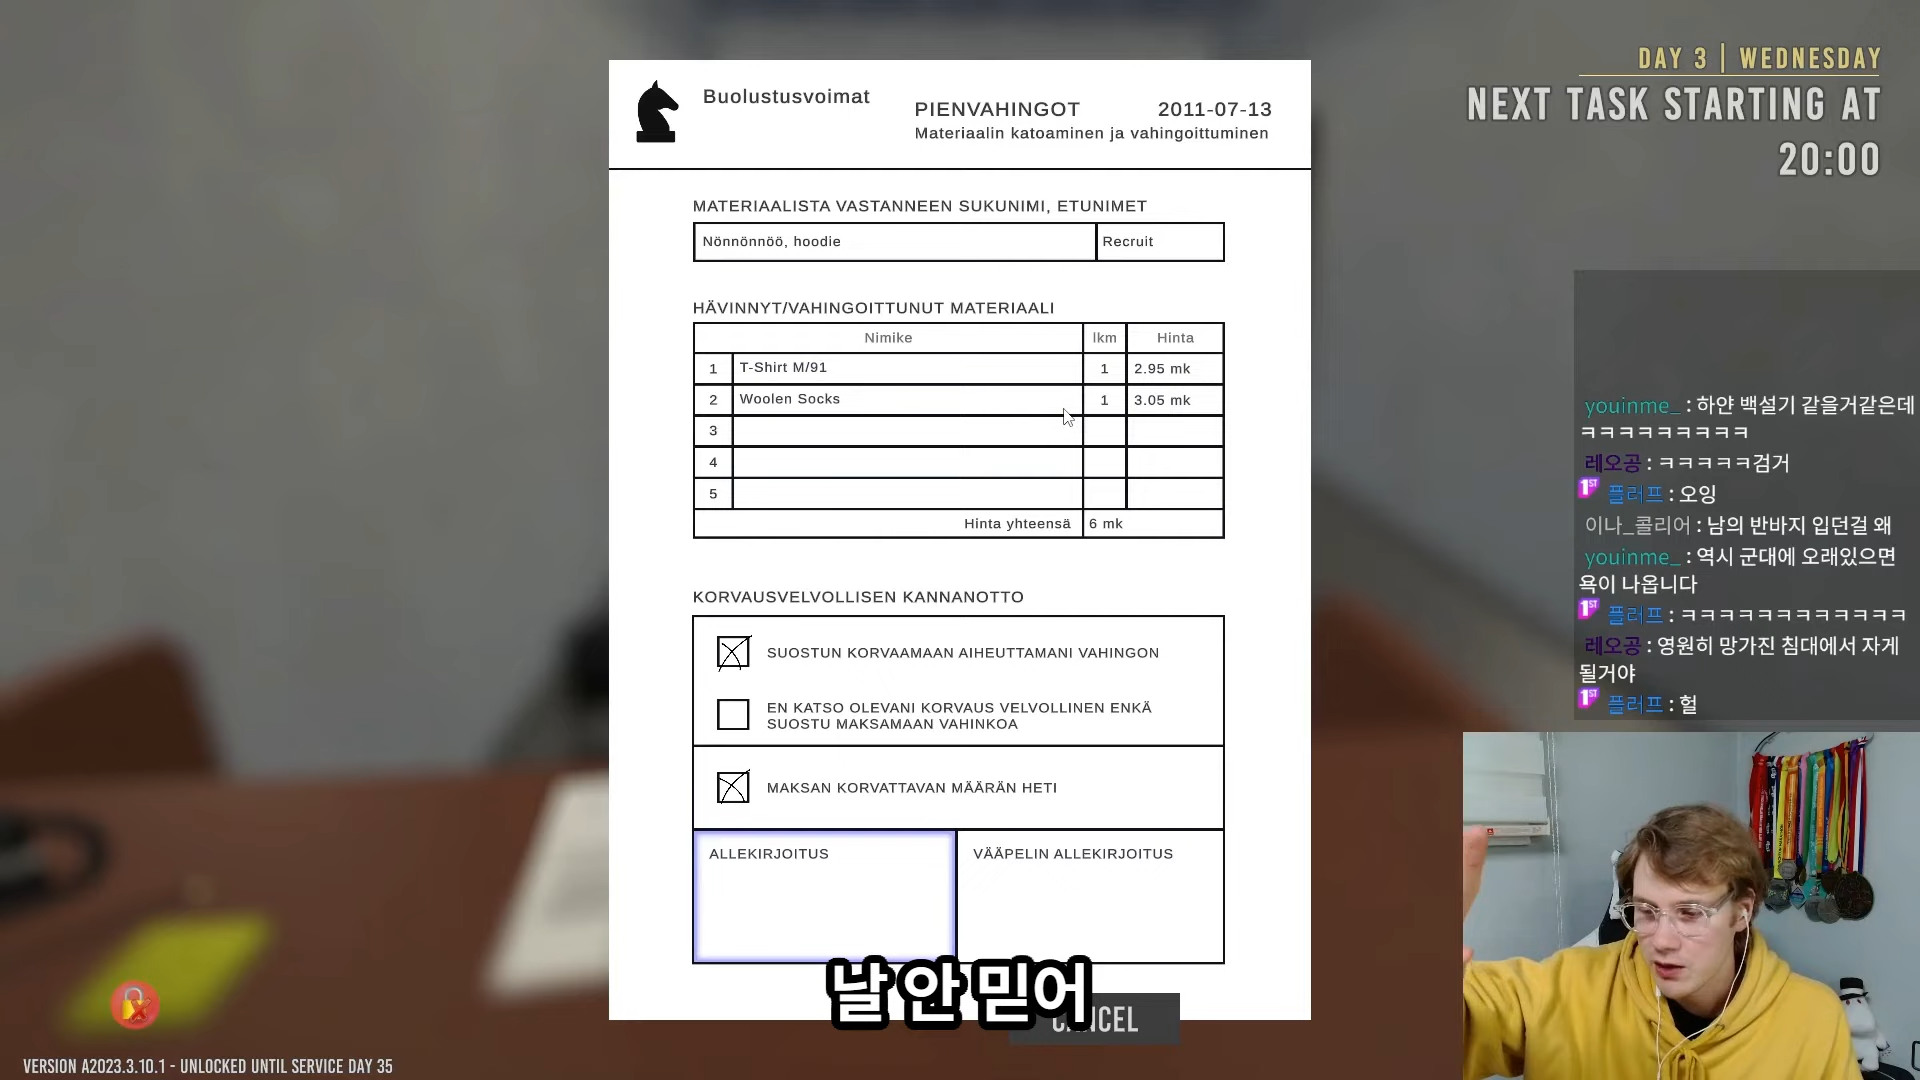 DAY 3 | WEDNESDAY
NEXT TASK STARTING AT
20:00
Buolustusvoimat
PIENVAHINGOT 2011-07-13
Materiaalin katoaminen ja vahingoittuminen
MATERIAALISTA VASTANNEEN SUKUNIMI, ETUNIMET
Nönnönnöö, hoodie Recruit
HÄVINNYT/VAHINGOITTUNUT MATERIAALI
Nimike lkm Hinta
1 T-Shirt M/91 1 2.95 mk
2 Woolen Socks 1 3.05 mk
3
4
5
Hinta yhteensä 6 mk
KORVAUSVELVOLLISEN KANNANOTTO
SUOSTUN KORVAAMAAN AIHEUTTAMANI VAHINGON
EN KATSO OLEVANI KORVAUS VELVOLLINEN ENKÄ
SUOSTU MAKSAMAAN VAHINKOA
MAKSAN KORVATTAVAN MÄÄRÄN HETI
ALLEKIRJOITUS VÄÄPELIN ALLEKIRJOITUS
날 안 믿어
CANCEL
youinme_ : 하얀 백설기 같을거같은데
ㅋㅋㅋㅋㅋㅋㅋㅋㅋ
레오공 : ㅋㅋㅋㅋㅋ검거
1ST 플러프 : 오잉
이나_콜리어 : 남의 반바지 입던걸 왜
youinme_ : 역시 군대에 오래있으면
욕이 나옵니다
1ST 플러프 : ㅋㅋㅋㅋㅋㅋㅋㅋㅋㅋㅋㅋ
레오공 : 영원히 망가진 침대에서 자게
될거야
1ST 플러프 : 헐
VERSION A2023.3.10.1 - UNLOCKED UNTIL SERVICE DAY 35